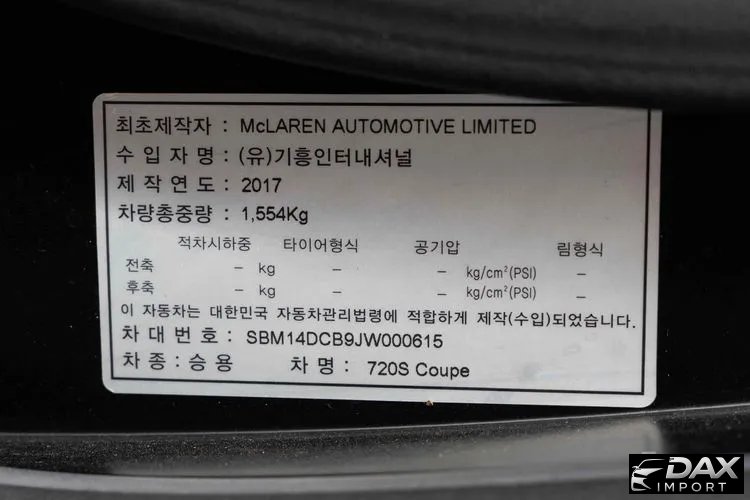 최초제작자 : McLAREN AUTOMOTIVE LIMITED
수 입 자 명 : (유)기흥인터내셔널
제 작 연 도 : 2017
차량총중량 : 1,554Kg
적차시하중 타이어형식 공기압 림형식
전축 – kg – – kg/cm²(PSI) –
후축 – kg – – kg/cm²(PSI) –
이 자동차는 대한민국 자동차관리법령에 적합하게 제작(수입)되었습니다.
차 대 번 호 : SBM14DCB9JW000615
차 종 : 승 용 차 명 : 720S Coupe
DAX
IMPORT